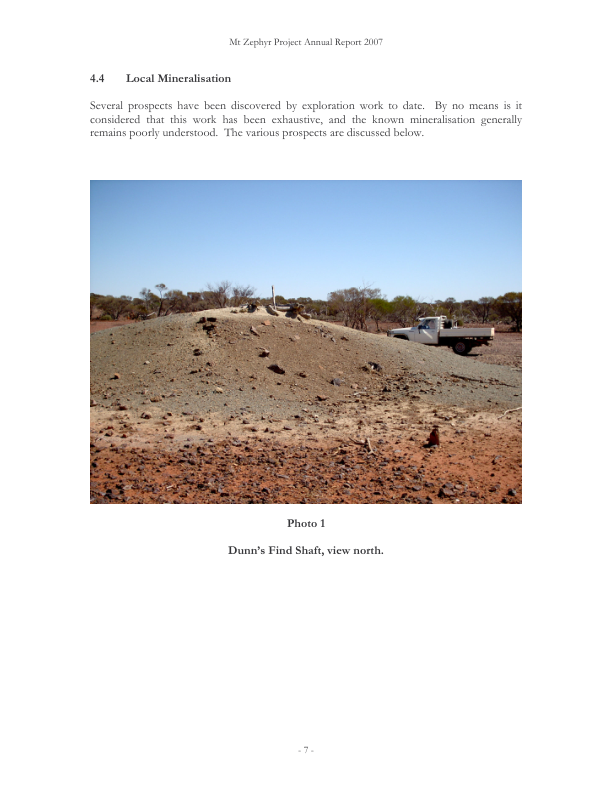 Mt Zephyr Project Annual Report 2007
4.4 Local Mineralisation
Several prospects have been discovered by exploration work to date. By no means is it
considered that this work has been exhaustive, and the known mineralisation generally
remains poorly understood. The various prospects are discussed below.
Photo 1
Dunn's Find Shaft, view north.
- 7 -